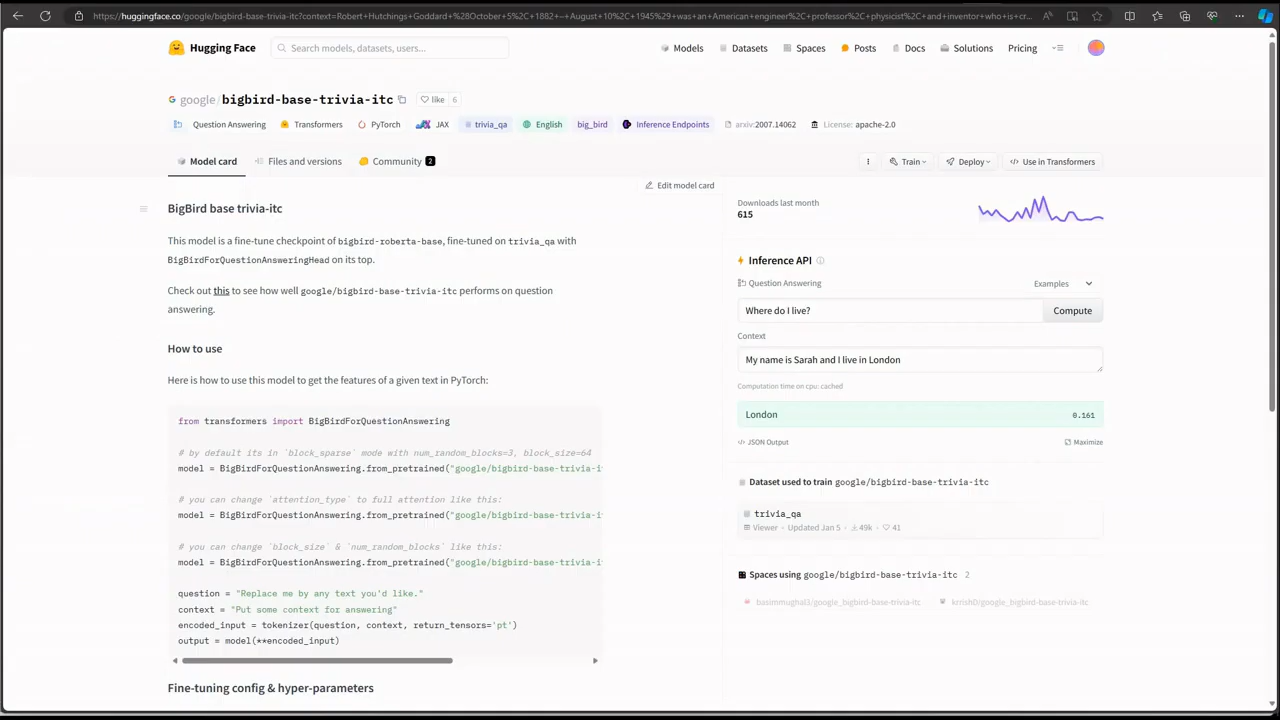 https://huggingface.co/google/bigbird-base-trivia-itc?context=Robert+Hutchings+Goddard+%28October+5%2C+1882+–+August+10%2C+1945%29+was+an+American+engineer%2C+professor%2C+physicist%2C+and+inventor+who+is+cr...
Hugging Face
Search models, datasets, users...
Models
Datasets
Spaces
Posts
Docs
Solutions
Pricing
google/bigbird-base-trivia-itc
like 6
Question Answering
Transformers
PyTorch
JAX
trivia_qa
English
big_bird
Inference Endpoints
arxiv:2007.14062
License: apache-2.0
Model card
Files and versions
Community 2
Train
Deploy
Use in Transformers
Edit model card
BigBird base trivia-itc
This model is a fine-tune checkpoint of bigbird-roberta-base, fine-tuned on trivia_qa with
BigBirdForQuestionAnsweringHead on its top.
Check out this to see how well google/bigbird-base-trivia-itc performs on question
answering.
How to use
Here is how to use this model to get the features of a given text in PyTorch:
from transformers import BigBirdForQuestionAnswering
# by default its in `block_sparse` mode with num_random_blocks=3, block_size=64
model = BigBirdForQuestionAnswering.from_pretrained("google/bigbird-base-trivia-i
# you can change `attention_type` to full attention like this:
model = BigBirdForQuestionAnswering.from_pretrained("google/bigbird-base-trivia-i
# you can change `block_size` & `num_random_blocks` like this:
model = BigBirdForQuestionAnswering.from_pretrained("google/bigbird-base-trivia-i
question = "Replace me by any text you'd like."
context = "Put some context for answering"
encoded_input = tokenizer(question, context, return_tensors='pt')
output = model(**encoded_input)
Fine-tuning config & hyper-parameters
Downloads last month
615
Inference API
Question Answering
Examples
Where do I live?
Compute
Context
My name is Sarah and I live in London
Computation time on cpu: cached
London 0.161
JSON Output
Maximize
Dataset used to train google/bigbird-base-trivia-itc
trivia_qa
Viewer • Updated Jan 5 • 49k • 41
Spaces using google/bigbird-base-trivia-itc 2
basimmughal3/google_bigbird-base-trivia-itc
krrish0/google_bigbird-base-trivia-itc